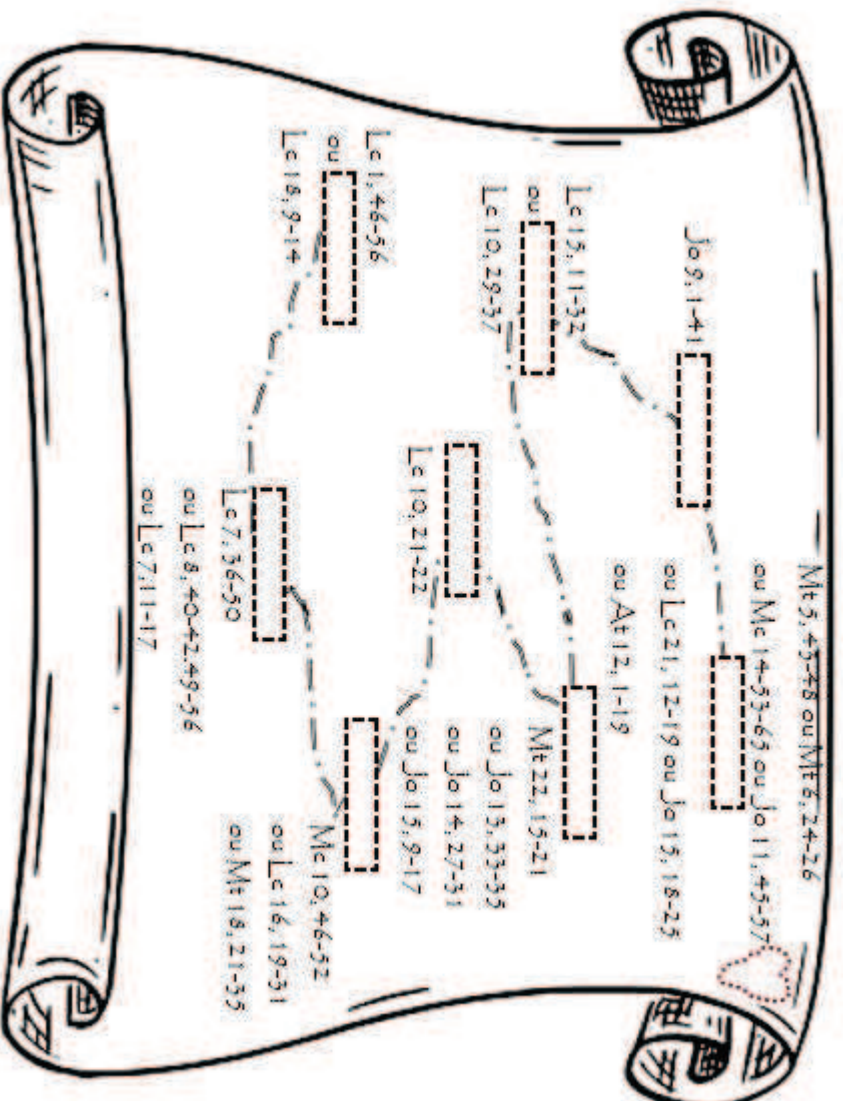 Mt 5, 43-48 ou Mt 6, 24-26
ou Mc 14-53-65 ou Jo 11, 45-57
ou Lc 21, 12-19 ou Jo 15, 18-25
ou At 12, 1-19
Jo 9, 1-41
Lc 15, 11-32
ou
Lc 10, 29-37
Mt 22, 15-21
ou Jo 13, 33-35
ou Jo 14, 27-31
ou Jo 15, 9-17
Lc 10, 21-22
Lc 1, 46-56
ou
Lc 18, 9-14
Mc 10, 46-52
ou Lc 16, 19-31
ou Mt 18, 21-35
Lc 7, 36-50
ou Lc 8, 40-42.49-56
ou Lc 7, 11-17